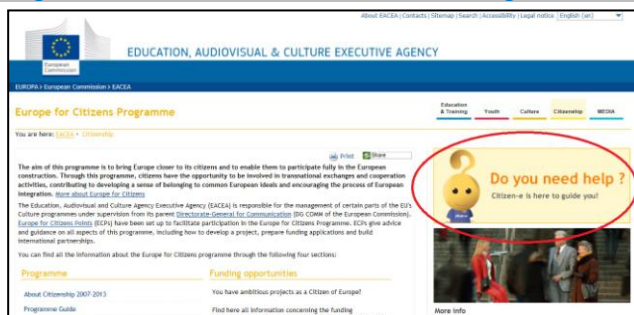 About EACEA | Contacts | Sitemap | Search | Accessibility | Legal notice | English (en)
European
Commission
EDUCATION, AUDIOVISUAL & CULTURE EXECUTIVE AGENCY
EUROPA > European Commission > EACEA
Europe for Citizens Programme
Education
& Training
Youth
Culture
Citizenship
MEDIA
You are here: EACEA > Citizenship
Print
Share
The aim of this programme is to bring Europe closer to its citizens and to enable them to participate fully in the European
construction. Through this programme, citizens have the opportunity to be involved in transnational exchanges and cooperation
activities, contributing to developing a sense of belonging to common European ideals and encouraging the process of European
integration. More about Europe for Citizens
The Education, Audiovisual and Culture Agency Executive Agency (EACEA) is responsible for the management of certain parts of the EU's
Culture programmes under supervision from its parent Directorate-General for Communication (DG COMM of the European Commission).
Europe for Citizens Points (ECPs) have been set up to facilitate participation in the Europe for Citizens Programme. ECPs give advice
and guidance on all aspects of this programme, including how to develop a project, prepare funding applications and build
international partnerships.
You can find all the information about the Europe for Citizens programme through the following four sections:
Do you need help ?
Citizen-e is here to guide you!
Programme
Funding opportunities
About Citizenship 2007-2013
You have ambitious projects as a Citizen of Europe?
Programme Guide
Find here all information concerning the funding
More info